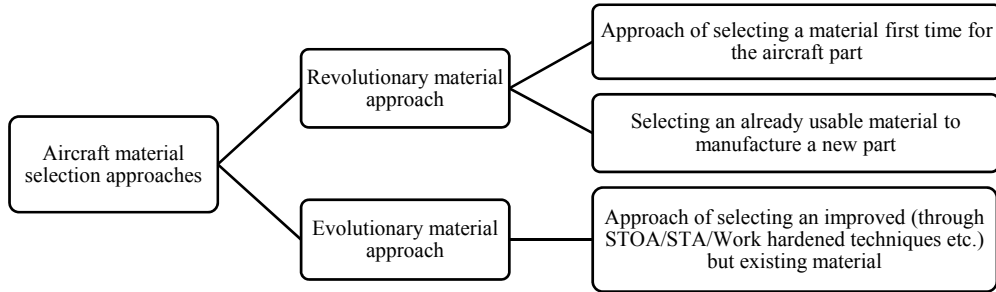 Aircraft material
selection approaches
Revolutionary material
approach
Evolutionary material
approach
Approach of selecting a material first time for
the aircraft part
Selecting an already usable material to
manufacture a new part
Approach of selecting an improved (through
STOA/STA/Work hardened techniques etc.)
but existing material